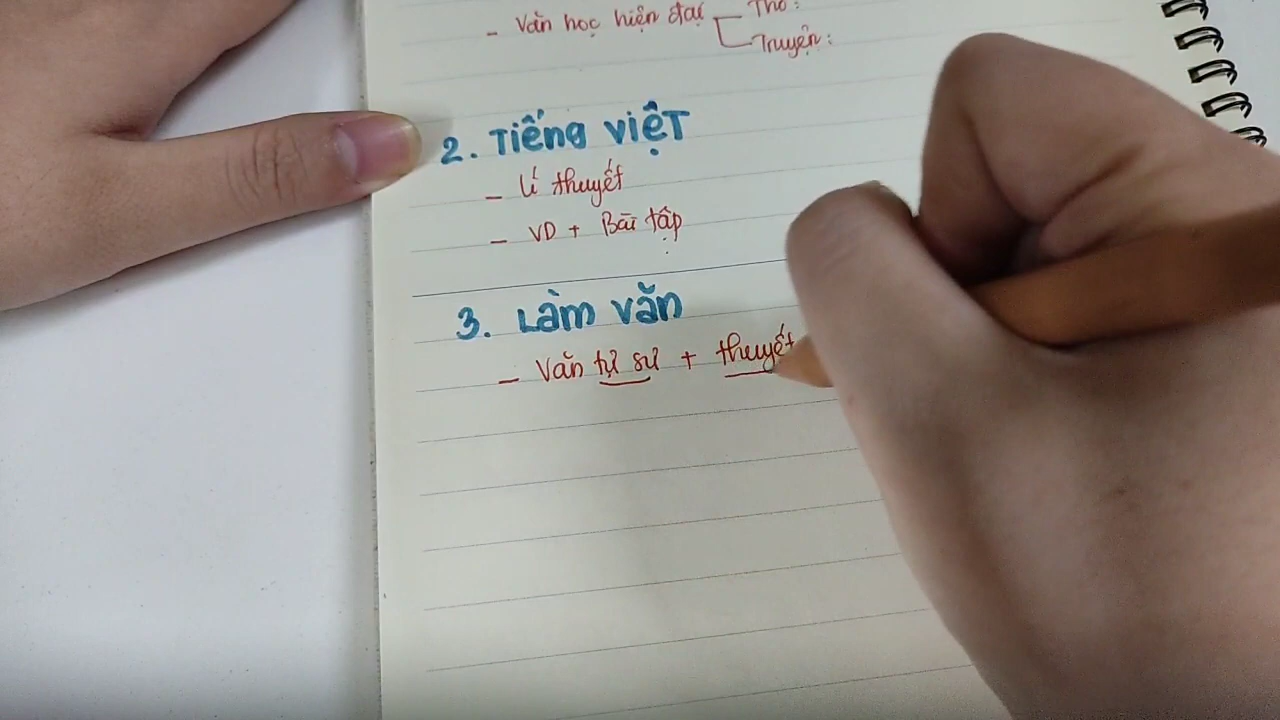 - Văn học hiện đại Thơ:
Truyện:
2. Tiếng việt
- lí thuyết
- VD + Bài tập
3. Làm văn
- Văn tự sự + thuyết